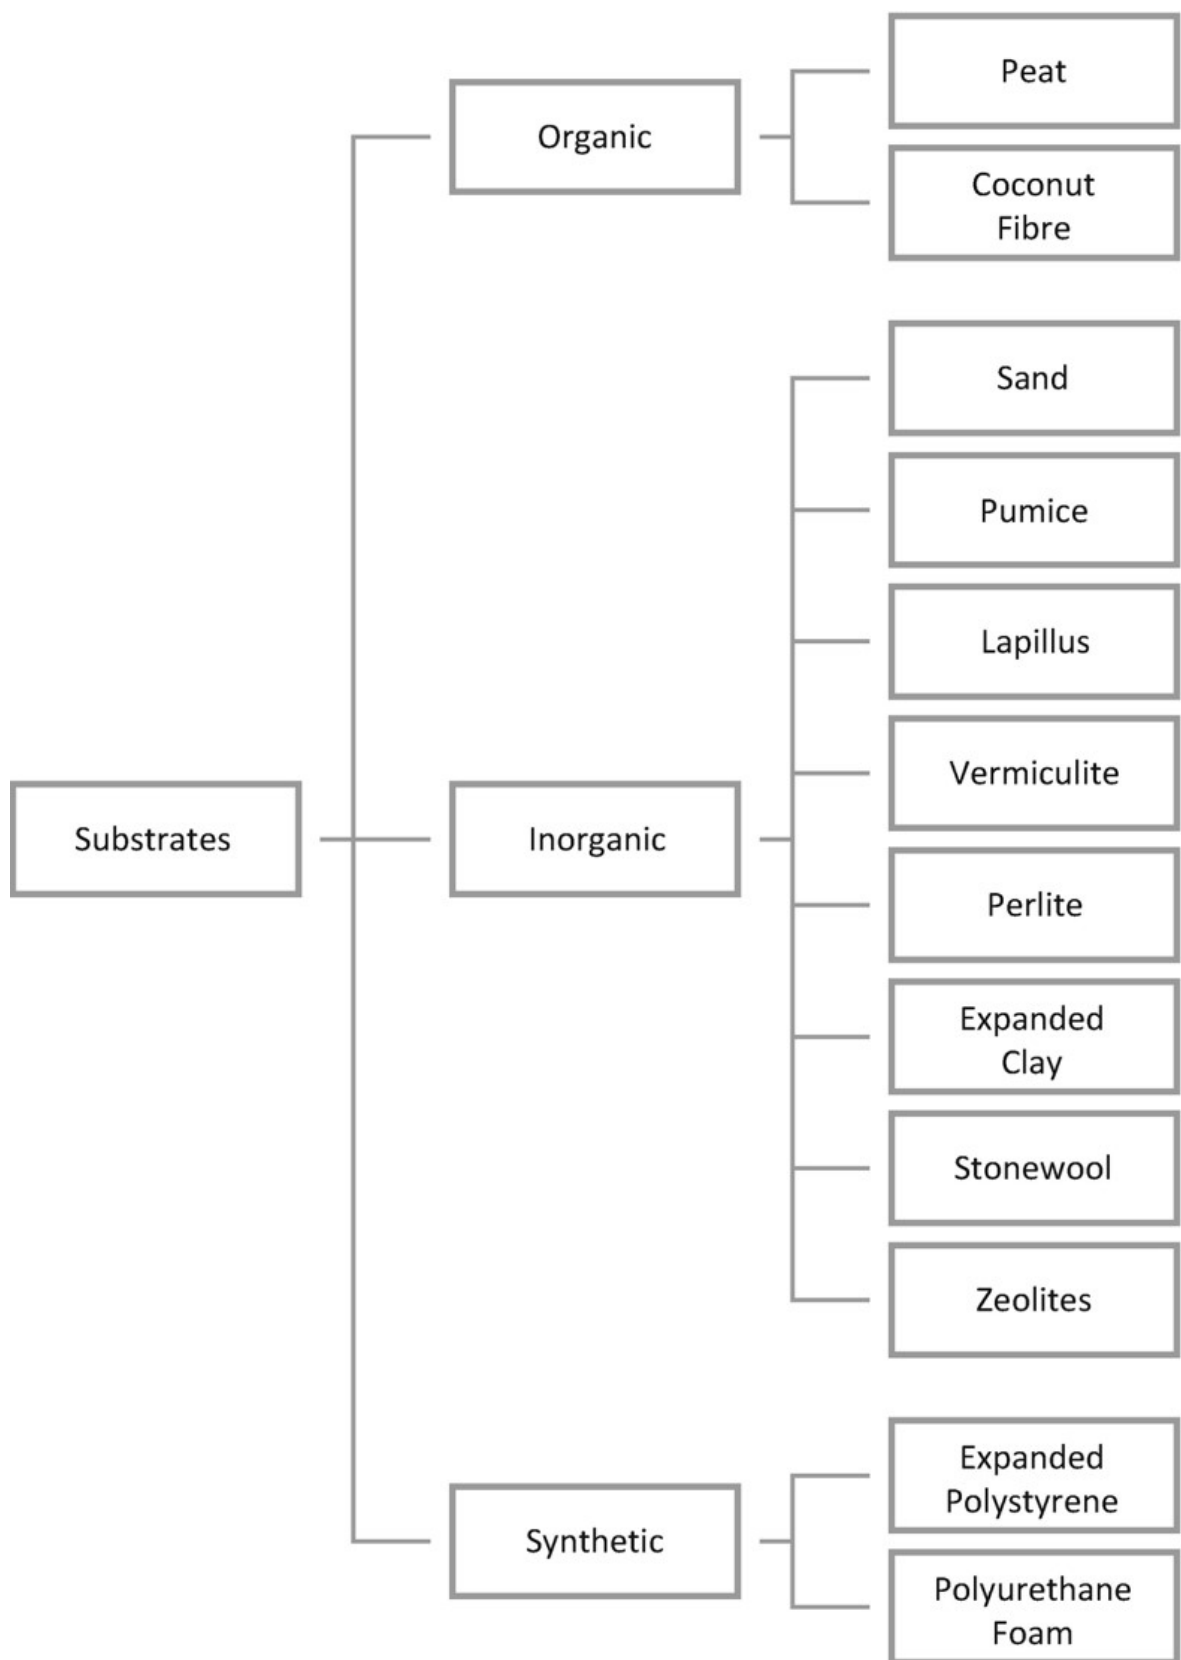 Peat
Organic
Coconut
Fibre
Sand
Pumice
Lapillus
Vermiculite
Substrates
Inorganic
Perlite
Expanded
Clay
Stonewool
Zeolites
Expanded
Polystyrene
Synthetic
Polyurethane
Foam